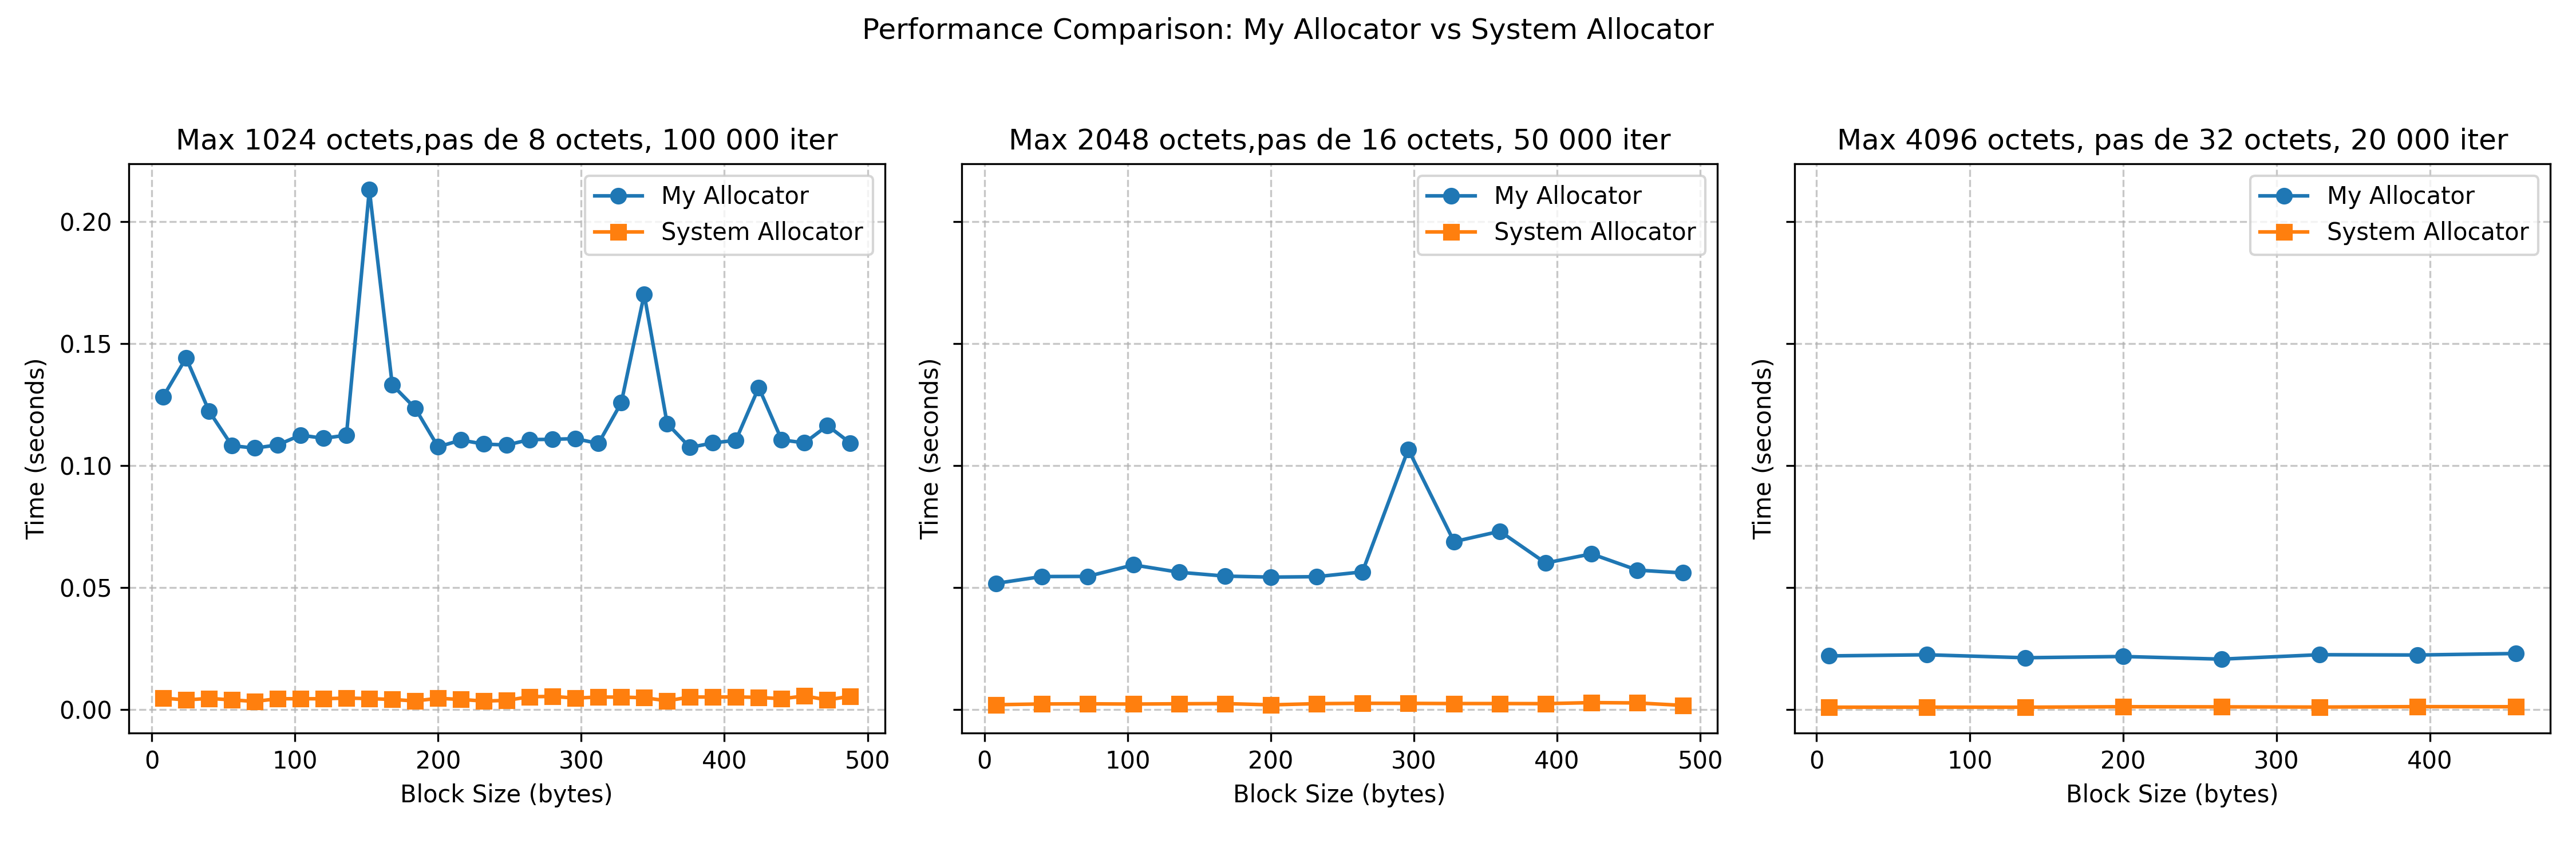 Performance Comparison: My Allocator vs System Allocator
Max 1024 octets,pas de 8 octets, 100 000 iter
My Allocator
System Allocator
0.20
0.15
0.10
0.05
0.00
Time (seconds)
0 100 200 300 400 500
Block Size (bytes)
Max 2048 octets,pas de 16 octets, 50 000 iter
My Allocator
System Allocator
Time (seconds)
0 100 200 300 400 500
Block Size (bytes)
Max 4096 octets, pas de 32 octets, 20 000 iter
My Allocator
System Allocator
Time (seconds)
0 100 200 300 400
Block Size (bytes)